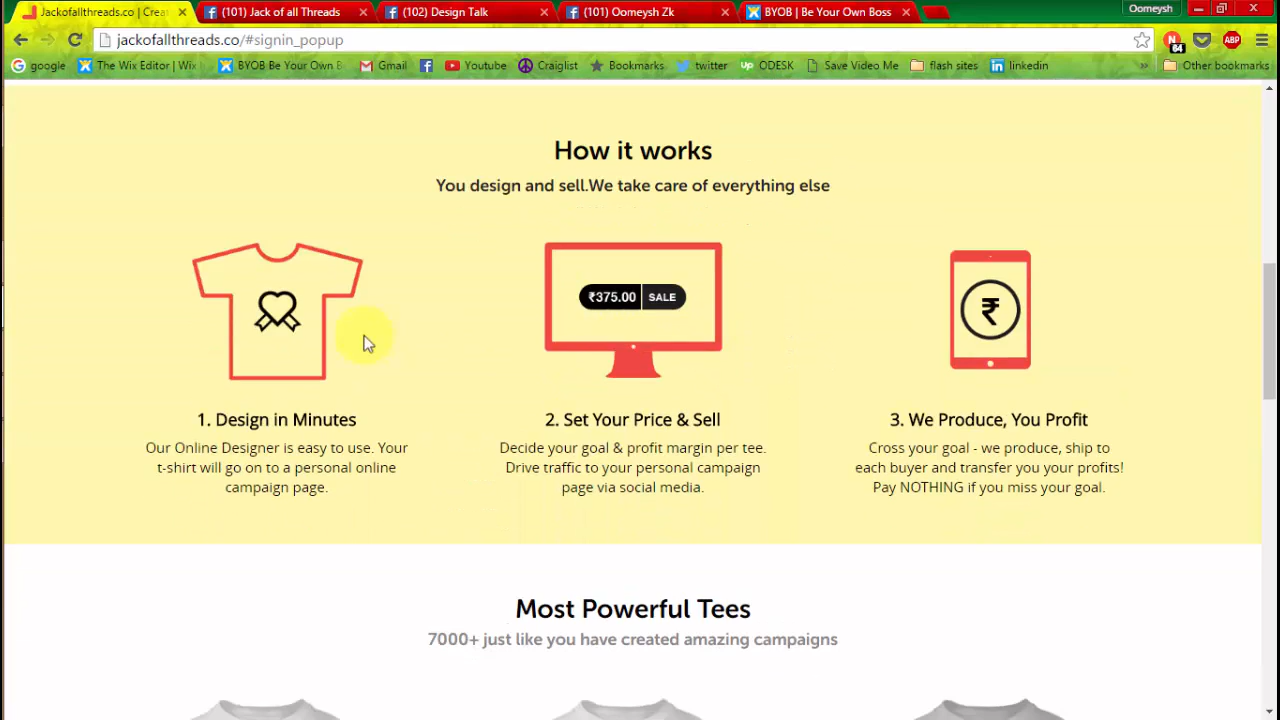 Jackofallthreads.co | Creat
(101) Jack of all Threads
(102) Design Talk
(101) Oomeysh Zk
BYOB | Be Your Own Boss
Oomeysh
jackofallthreads.co/#signin_popup
64
ABP
google
The Wix Editor | Wix
BYOB Be Your Own B
Gmail
Youtube
Craiglist
Bookmarks
twitter
ODESK
Save Video Me
flash sites
linkedin
Other bookmarks
How it works
You design and sell.We take care of everything else
₹375.00 SALE
₹
1. Design in Minutes
Our Online Designer is easy to use. Your
t-shirt will go on to a personal online
campaign page.
2. Set Your Price & Sell
Decide your goal & profit margin per tee.
Drive traffic to your personal campaign
page via social media.
3. We Produce, You Profit
Cross your goal - we produce, ship to
each buyer and transfer you your profits!
Pay NOTHING if you miss your goal.
Most Powerful Tees
7000+ just like you have created amazing campaigns